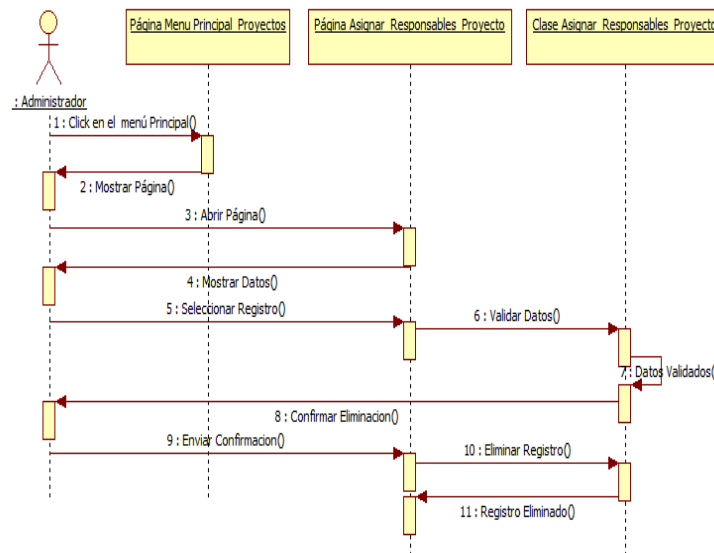 Página Menu Principal_Proyectos
Página Asignar_Responsables_Proyecto
Clase Asignar_Responsables_Proyecto
: Administrador
1 : Click en el menú Principal()
2 : Mostrar Página()
3 : Abrir Página()
4 : Mostrar Datos()
5 : Seleccionar Registro()
6 : Validar Datos()
7 : Datos Validados()
8 : Confirmar Eliminacion()
9 : Enviar Confirmacion()
10 : Eliminar Registro()
11 : Registro Eliminado()